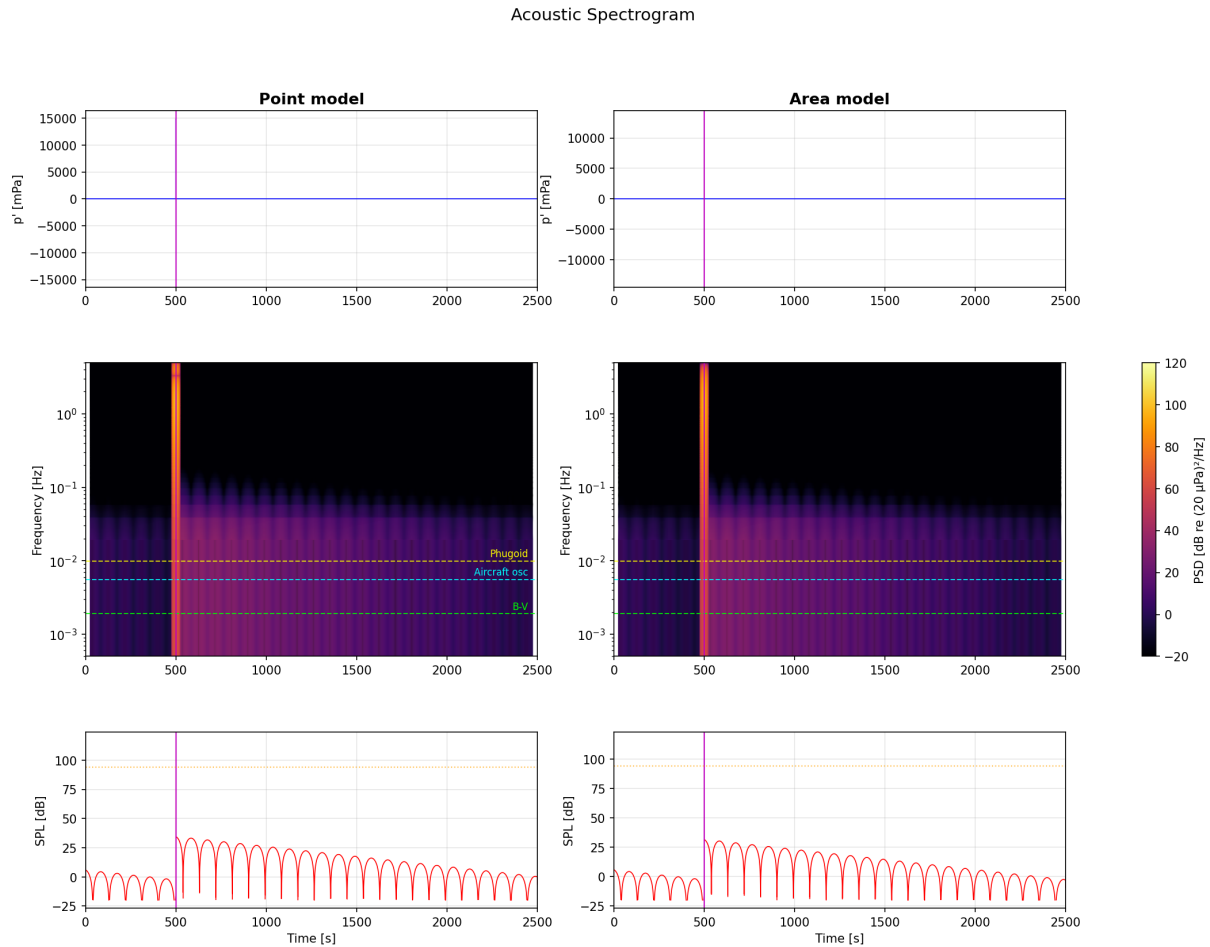 Acoustic Spectrogram
Point model
Area model
p' [mPa]
15000
10000
5000
0
−5000
−10000
−15000
0 500 1000 1500 2000 2500
p' [mPa]
10000
5000
0
−5000
−10000
0 500 1000 1500 2000 2500
Frequency [Hz]
10⁰
10⁻¹
10⁻²
10⁻³
Phugoid
Aircraft osc
B-V
0 500 1000 1500 2000 2500
Frequency [Hz]
10⁰
10⁻¹
10⁻²
10⁻³
0 500 1000 1500 2000 2500
120
100
80
60
40
20
0
−20
PSD [dB re (20 μPa)²/Hz]
SPL [dB]
100
75
50
25
0
−25
0 500 1000 1500 2000 2500
Time [s]
SPL [dB]
100
75
50
25
0
−25
0 500 1000 1500 2000 2500
Time [s]